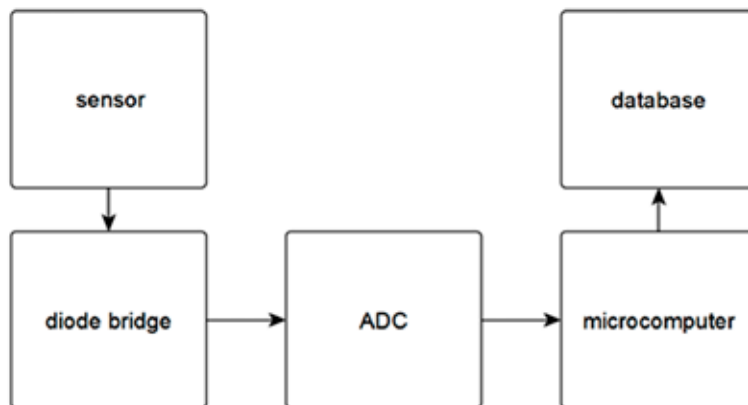 sensor
database
diode bridge
ADC
microcomputer